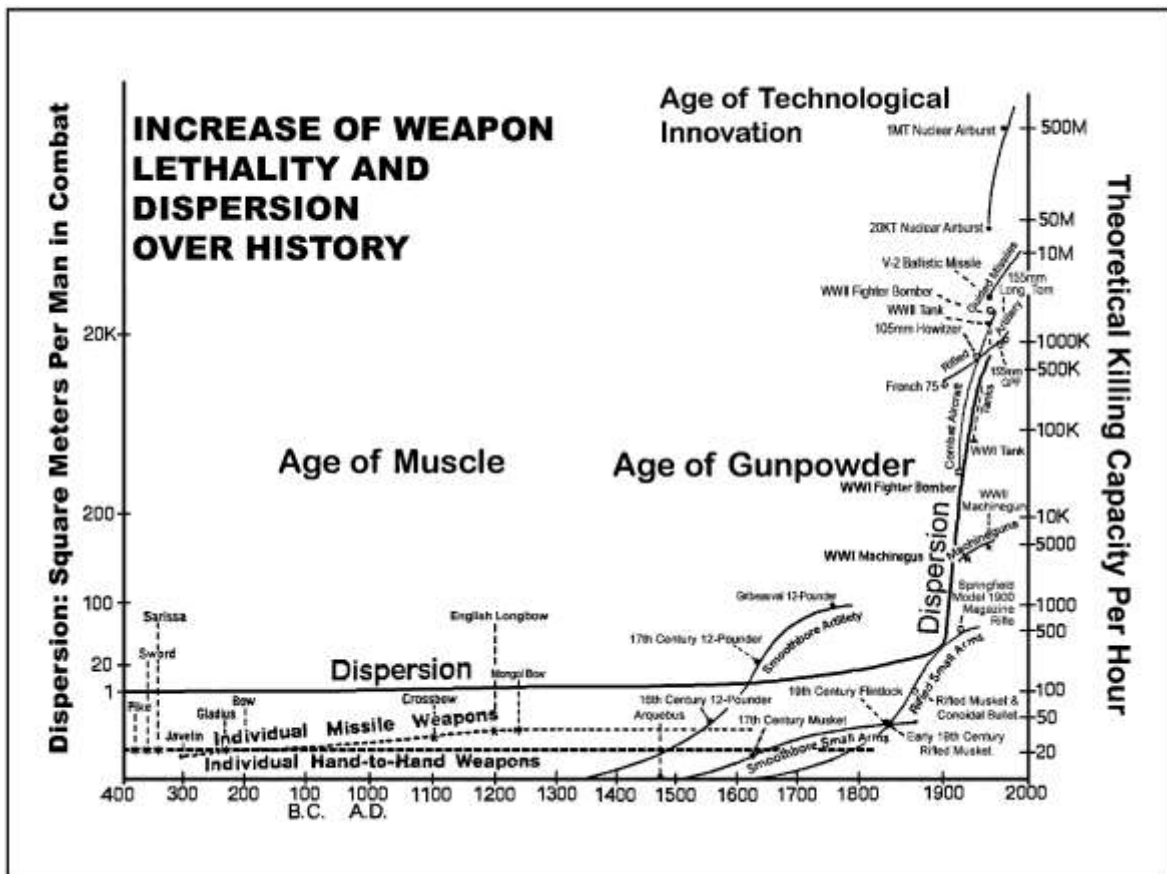 INCREASE OF WEAPON
LETHALITY AND
DISPERSION
OVER HISTORY
Age of Technological
Innovation
Age of Muscle
Age of Gunpowder
Dispersion: Square Meters Per Man in Combat
20K
200
100
20
1
Theoretical Killing Capacity Per Hour
500M
50M
10M
1000K
500K
100K
10K
5000
1000
500
100
50
20
1MT Nuclear Airburst
20KT Nuclear Airburst
V-2 Ballistic Missile
Guided Missiles
WWII Fighter Bomber
155mm
Long Tom
WWII Tank
105mm Howitzer
Rifled
Artillery
French 75
155mm
GPF
Combat Aircraft
Tanks
WWI Tank
WWI Fighter Bomber
WWII
Machinegun
WWI Machinegun
Machineguns
Dispersion
Springfield
Model 1900
Magazine
Rifle
Gribeauval 12-Pounder
17th Century 12-Pounder
Smoothbore Artillery
Rifled Small Arms
Sarissa
Sword
English Longbow
Dispersion
Mongol Bow
Pike
Bow
Crossbow
16th Century 12-Pounder
19th Century Flintlock
Rifled Musket &
Conoidal Bullet
Gladius
Javelin
Individual Missile Weapons
Arquebus
17th Century Musket
Smoothbore Small Arms
Early 19th Century
Rifled Musket
Individual Hand-to-Hand Weapons
400 300 200 100 1000 1100 1200 1300 1400 1500 1600 1700 1800 1900 2000
B.C. A.D.